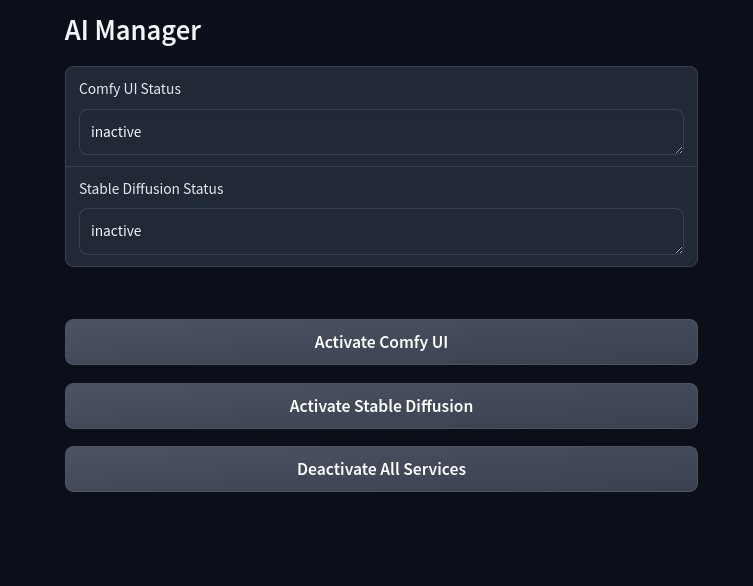 AI Manager
Comfy UI Status
inactive
Stable Diffusion Status
inactive
Activate Comfy UI
Activate Stable Diffusion
Deactivate All Services